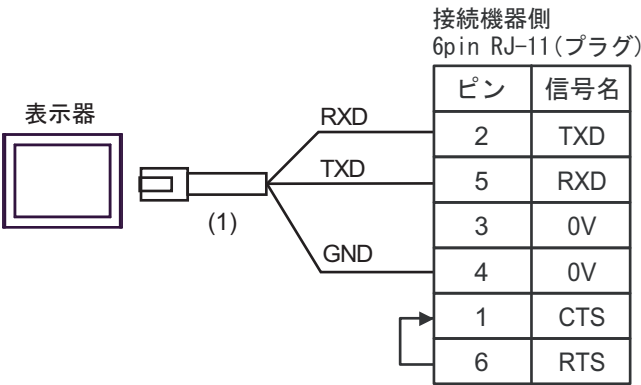 接続機器側
6pin RJ-11(プラグ)
ピン 信号名
表示器
RXD
2 TXD
TXD
5 RXD
(1)
3 0V
GND
4 0V
1 CTS
6 RTS